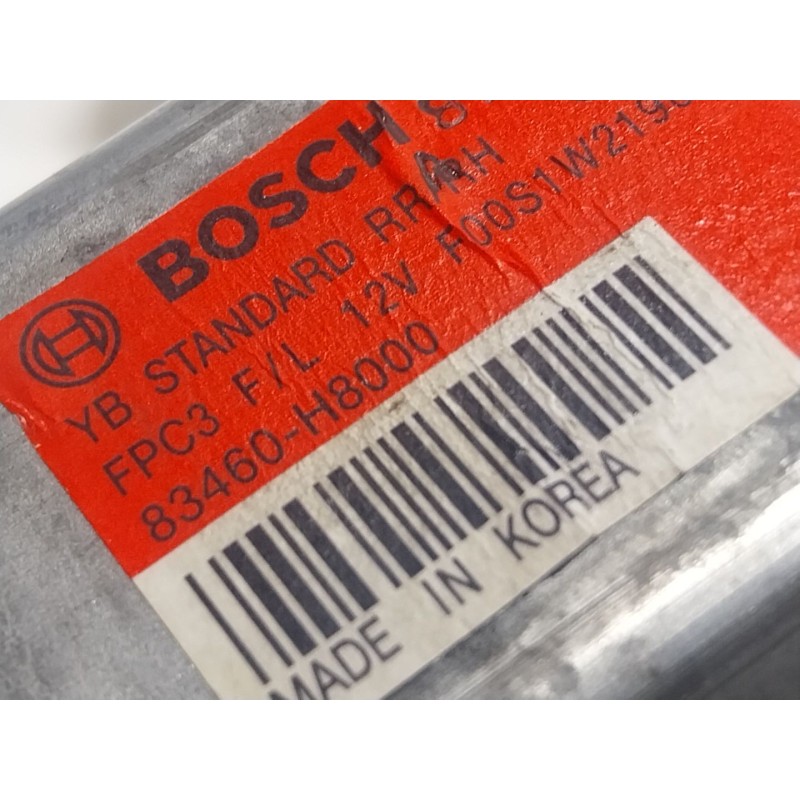 BOSCH
YB STANDARD RR/RH
FPC3 F/L 12V
83460-H8000
MADE IN KOREA